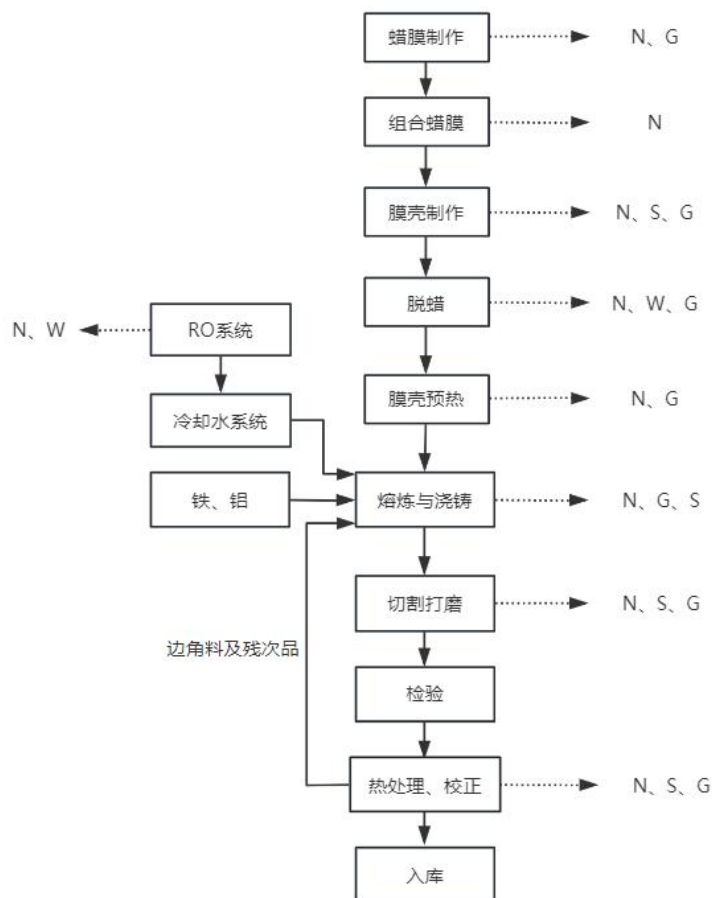 蜡膜制作
N、G
组合蜡膜
N
膜壳制作
N、S、G
脱蜡
N、W、G
N、W
RO系统
膜壳预热
N、G
冷却水系统
铁、铝
熔炼与浇铸
N、G、S
切割打磨
N、S、G
边角料及残次品
检验
热处理、校正
N、S、G
入库